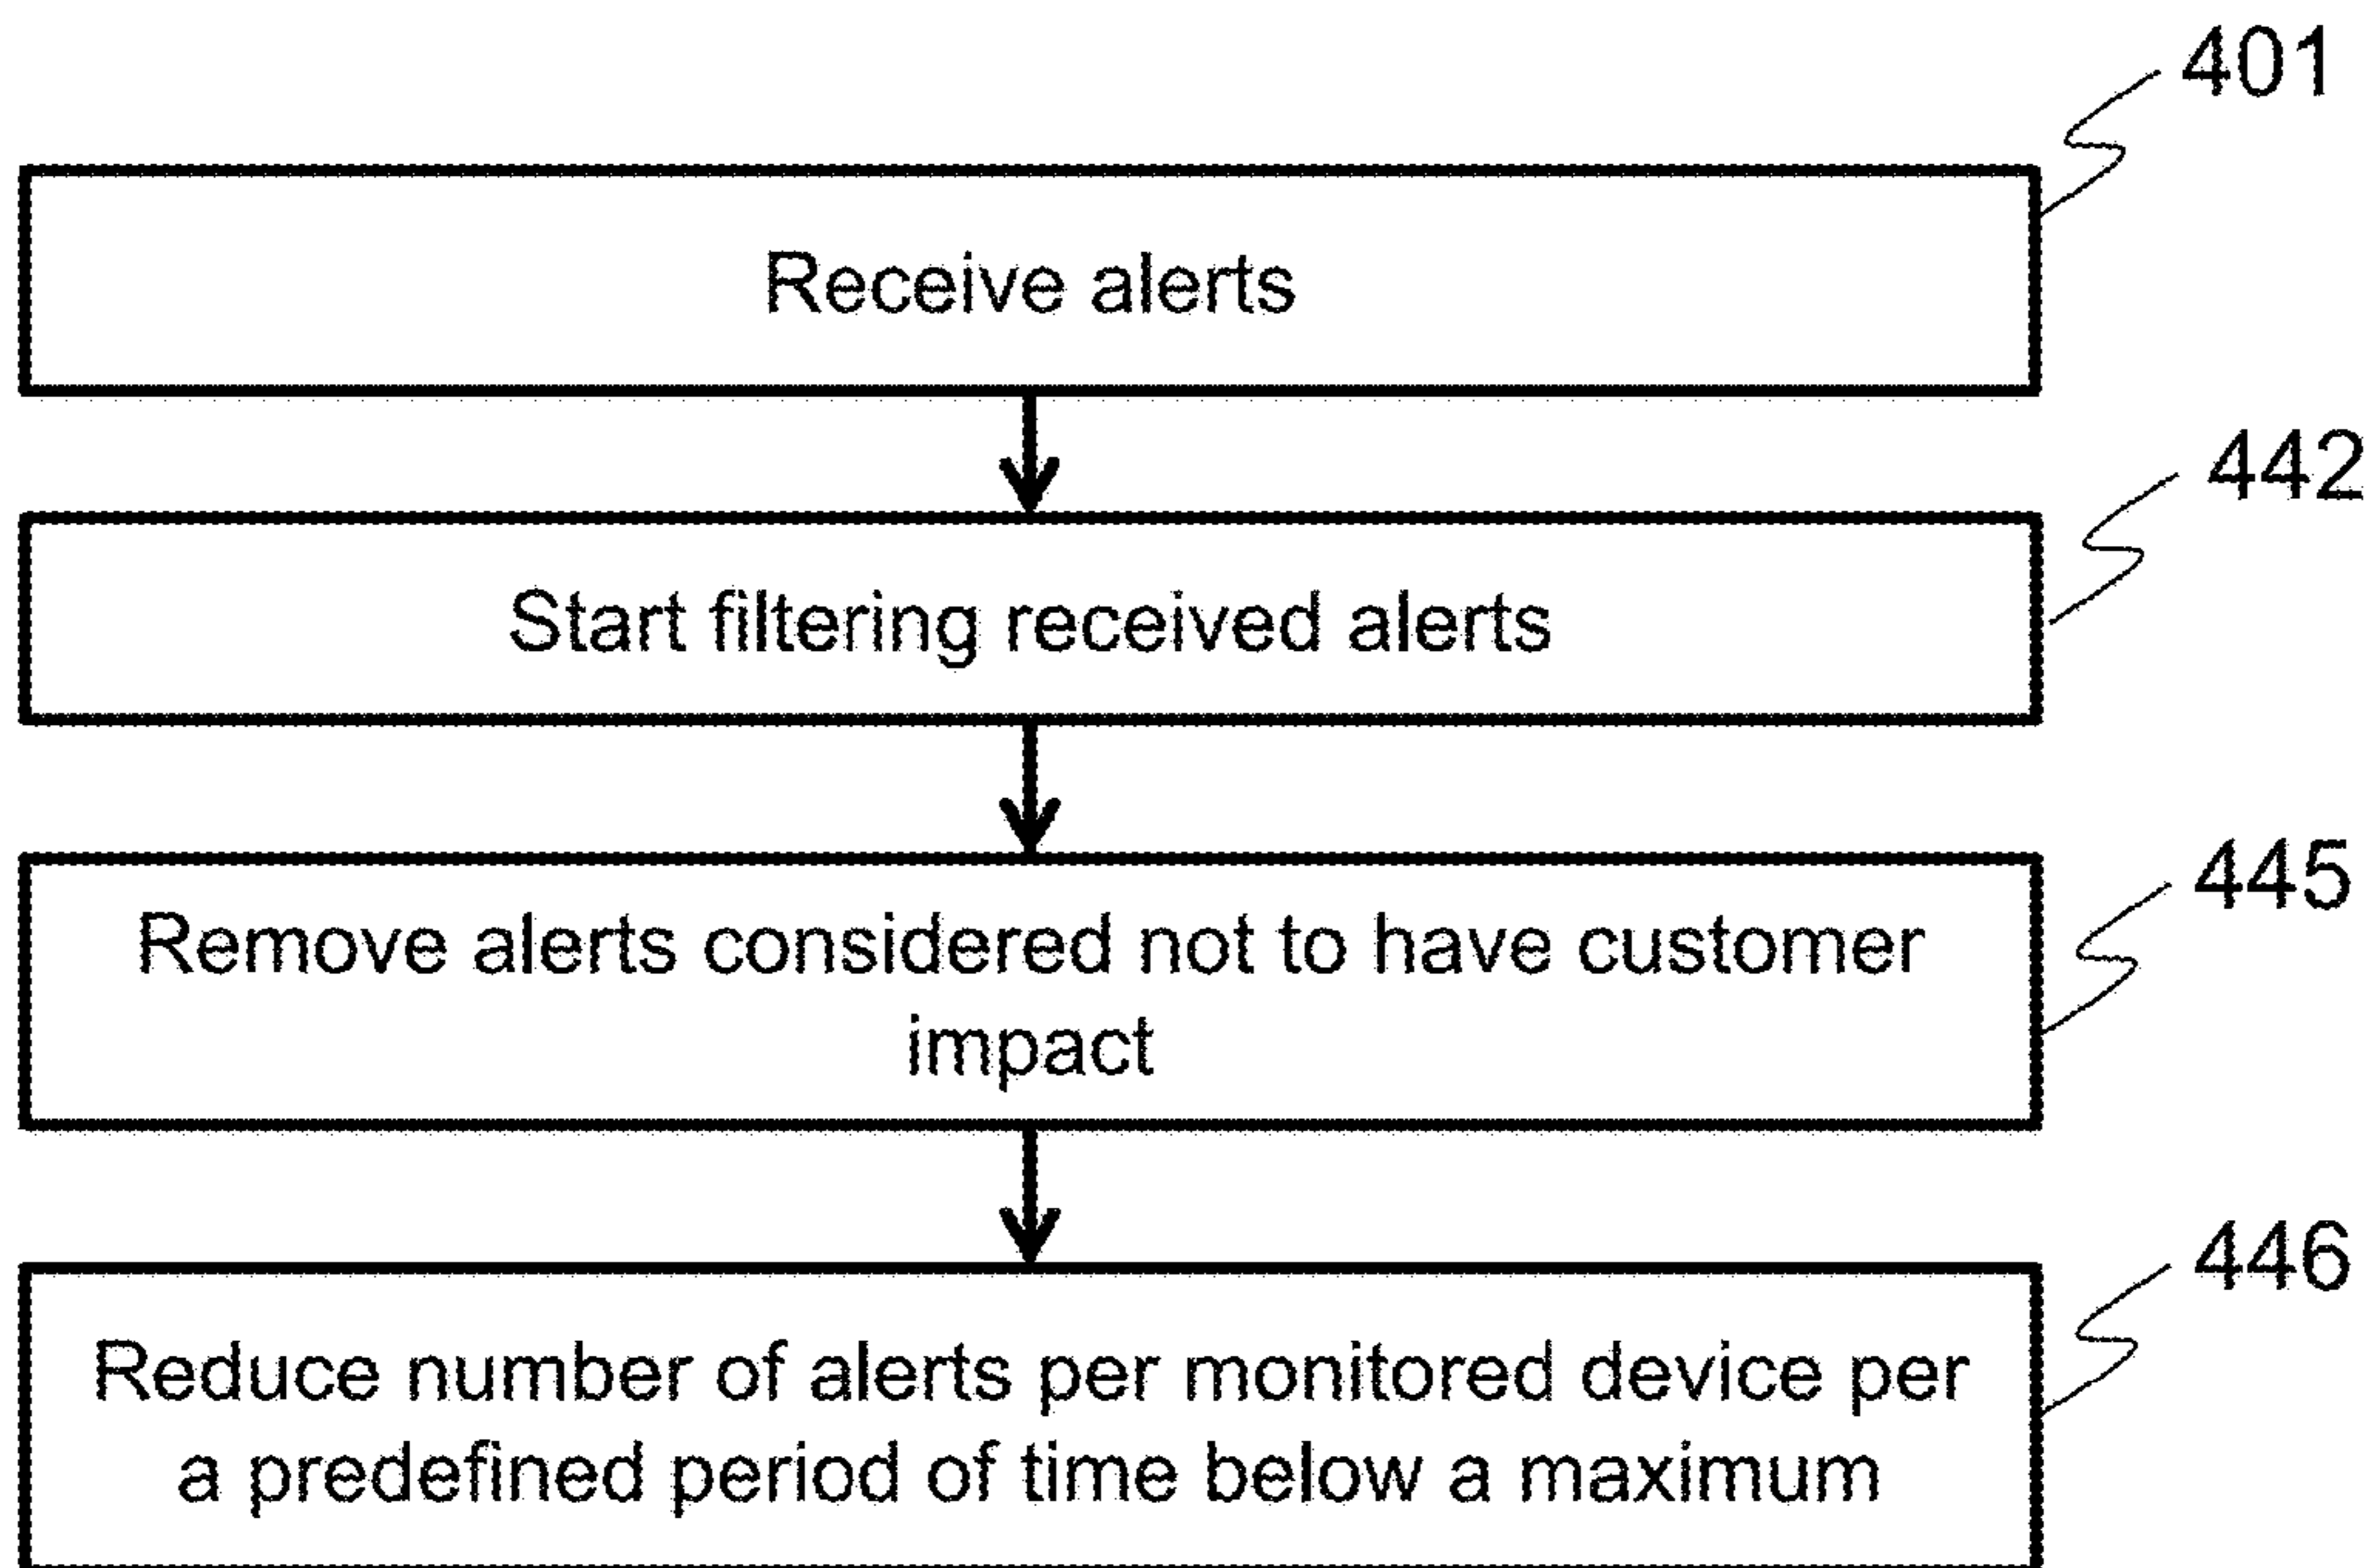 401
Receive alerts
442
Start filtering received alerts
445
Remove alerts considered not to have customer
impact
446
Reduce number of alerts per monitored device per
a predefined period of time below a maximum